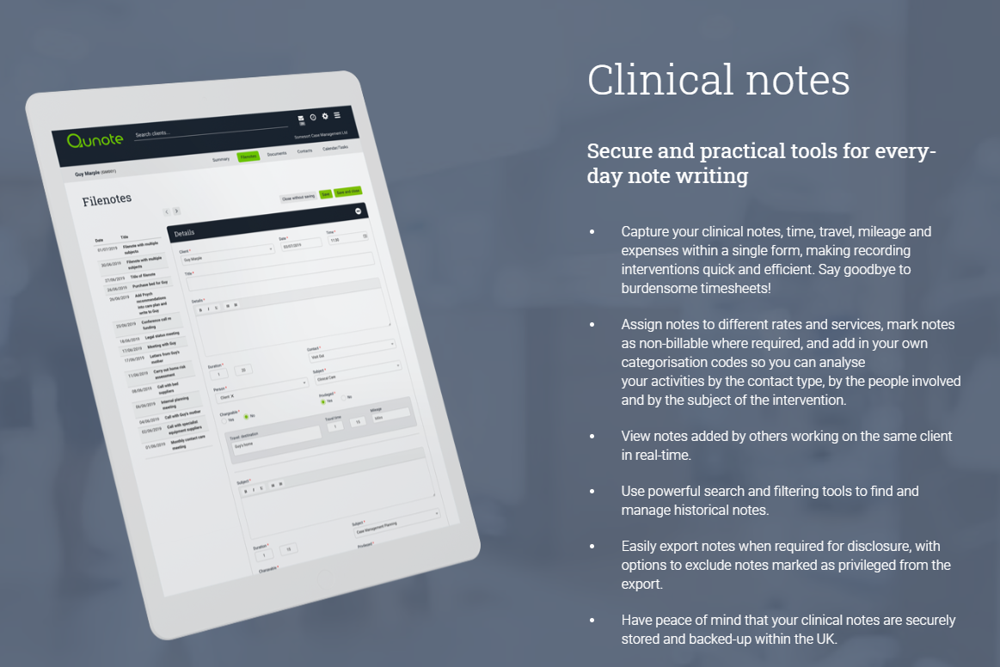 Qunote
Search clients...
Somerset Case Management Ltd
Guy Marple (GM001)
Summary
Filenotes
Documents
Contacts
Calendar/Tasks
Filenotes
Close without saving
Save
Save and close
Date
Title
01/07/2019
Filenote with multiple
subjects
30/06/2019
Filenote with multiple
subjects
27/06/2019
Title of filenote
26/06/2019
Purchase bed for Guy
26/06/2019
Add Psych
recommendations
into care plan and
write to Guy
25/06/2019
Conference call re
funding
18/06/2019
Legal status meeting
17/06/2019
Meeting with Guy
17/06/2019
Letters from Guy's
mother
11/06/2019
Carry out home risk
assessment
08/06/2019
Call with bed
suppliers
06/06/2019
Internal planning
meeting
04/06/2019
Call with Guy's mother
02/06/2019
Call with specialist
equipment suppliers
01/06/2019
Monthly contact care
meeting
Details
Client *
Guy Marple
Date *
03/07/2019
Time *
11:35
Title *
Details *
B I
Duration *
1
20
Contact *
Visit Out
Person *
Client
Subject *
Clinical Care
Chargeable *
Yes
No
Privileged *
Yes
No
Travel destination
Guy's home
Travel time
1
15
Mileage
Miles
Subject *
B I
Duration *
1
10
Subject *
Case Management Planning
Chargeable *
Privileged *
Clinical notes
Secure and practical tools for every-
day note writing
• Capture your clinical notes, time, travel, mileage and
expenses within a single form, making recording
interventions quick and efficient. Say goodbye to
burdensome timesheets!
• Assign notes to different rates and services, mark notes
as non-billable where required, and add in your own
categorisation codes so you can analyse
your activities by the contact type, by the people involved
and by the subject of the intervention.
• View notes added by others working on the same client
in real-time.
• Use powerful search and filtering tools to find and
manage historical notes.
• Easily export notes when required for disclosure, with
options to exclude notes marked as privileged from the
export.
• Have peace of mind that your clinical notes are securely
stored and backed-up within the UK.